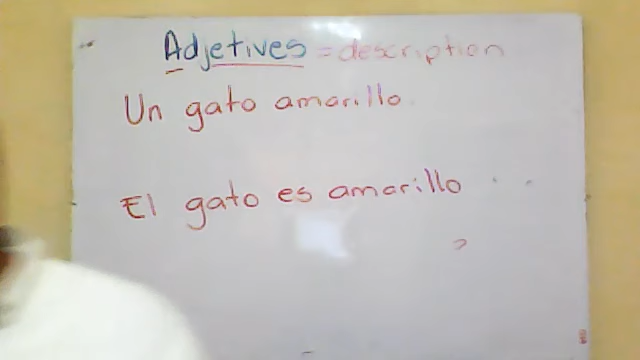 Adjetives = description
Un gato amarillo
El gato es amarillo